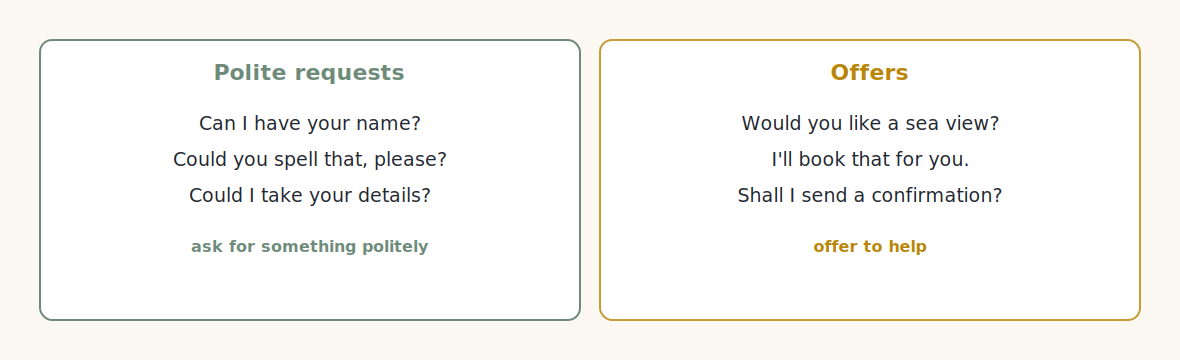 Polite requests
Can I have your name?
Could you spell that, please?
Could I take your details?
ask for something politely
Offers
Would you like a sea view?
I'll book that for you.
Shall I send a confirmation?
offer to help